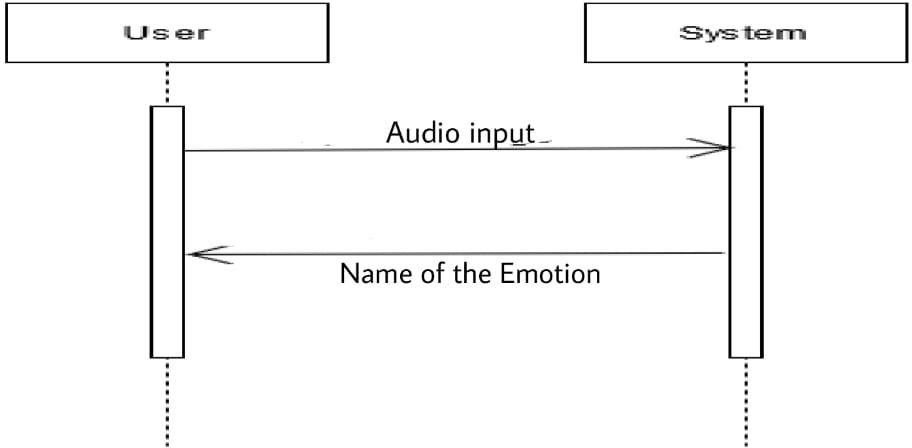 User
System
Audio input
Name of the Emotion